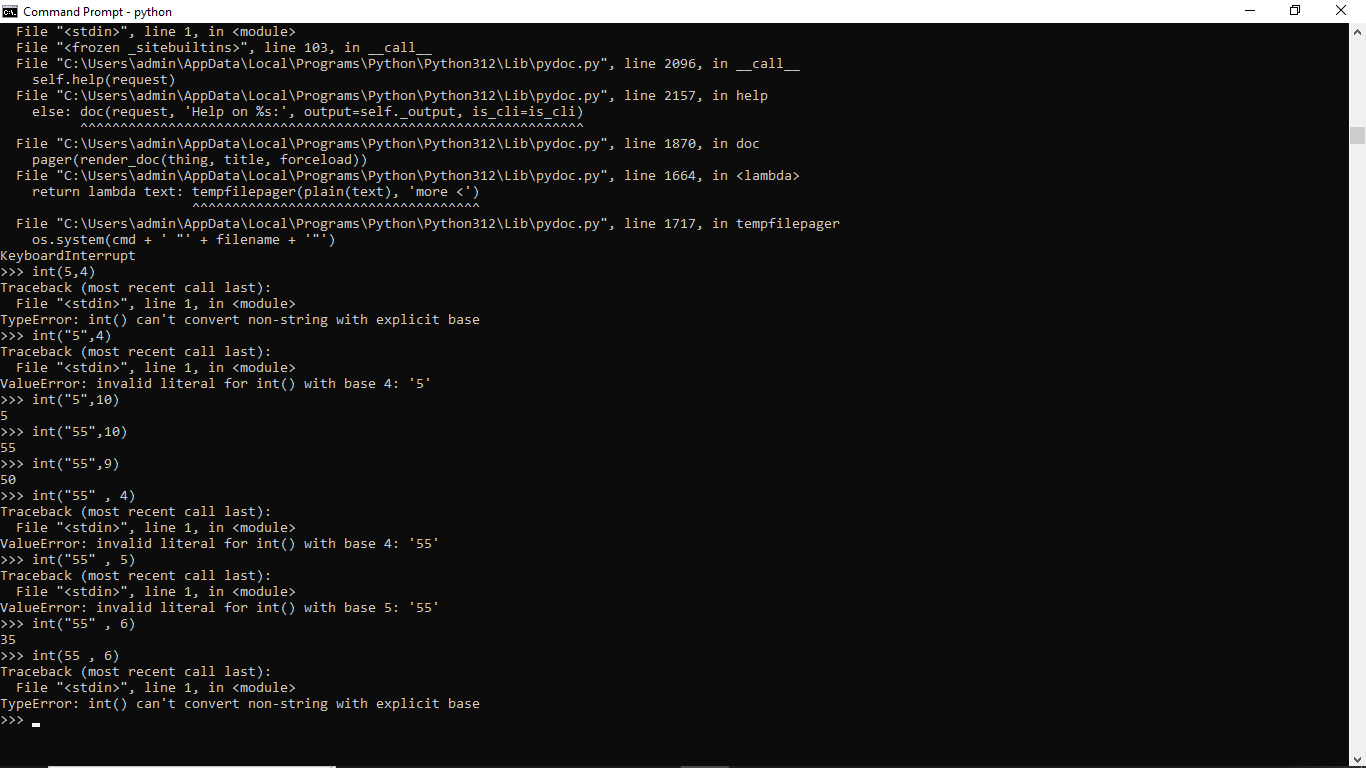 Command Prompt - python
  File "<stdin>", line 1, in <module>
  File "<frozen _sitebuiltins>", line 103, in __call__
  File "C:\Users\admin\AppData\Local\Programs\Python\Python312\Lib\pydoc.py", line 2096, in __call__
    self.help(request)
  File "C:\Users\admin\AppData\Local\Programs\Python\Python312\Lib\pydoc.py", line 2157, in help
    else: doc(request, 'Help on %s:', output=self._output, is_cli=is_cli)
          ^^^^^^^^^^^^^^^^^^^^^^^^^^^^^^^^^^^^^^^^^^^^^^^^^^^^^^^^^^^^^^^
  File "C:\Users\admin\AppData\Local\Programs\Python\Python312\Lib\pydoc.py", line 1870, in doc
    pager(render_doc(thing, title, forceload))
  File "C:\Users\admin\AppData\Local\Programs\Python\Python312\Lib\pydoc.py", line 1664, in <lambda>
    return lambda text: tempfilepager(plain(text), 'more <')
                        ^^^^^^^^^^^^^^^^^^^^^^^^^^^^^^^^^^^^
  File "C:\Users\admin\AppData\Local\Programs\Python\Python312\Lib\pydoc.py", line 1717, in tempfilepager
    os.system(cmd + ' "' + filename + '"')
KeyboardInterrupt
>>> int(5,4)
Traceback (most recent call last):
  File "<stdin>", line 1, in <module>
TypeError: int() can't convert non-string with explicit base
>>> int("5",4)
Traceback (most recent call last):
  File "<stdin>", line 1, in <module>
ValueError: invalid literal for int() with base 4: '5'
>>> int("5",10)
5
>>> int("55",10)
55
>>> int("55",9)
50
>>> int("55" , 4)
Traceback (most recent call last):
  File "<stdin>", line 1, in <module>
ValueError: invalid literal for int() with base 4: '55'
>>> int("55" , 5)
Traceback (most recent call last):
  File "<stdin>", line 1, in <module>
ValueError: invalid literal for int() with base 5: '55'
>>> int("55" , 6)
35
>>> int(55 , 6)
Traceback (most recent call last):
  File "<stdin>", line 1, in <module>
TypeError: int() can't convert non-string with explicit base
>>>